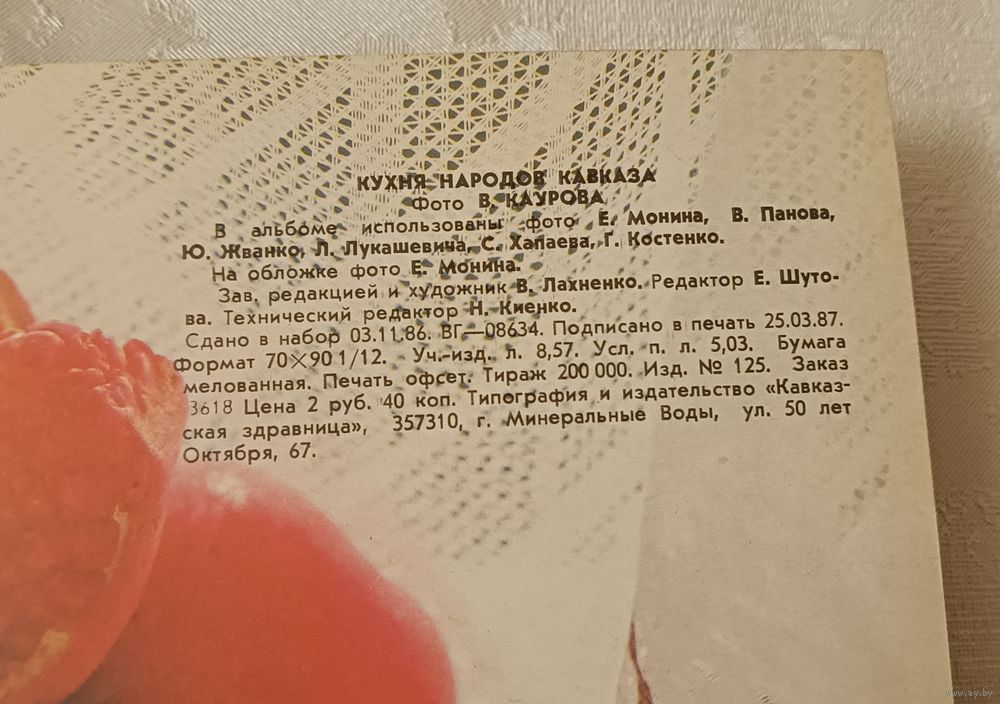 КУХНЯ НАРОДОВ КАВКАЗА
Фото В. КАУРОВА
В альбоме использованы фото Е. Монина, В. Панова,
Ю. Жванко, Л. Лукашевича, С. Хапаева, Г. Костенко.
На обложке фото Е. Монина.
Зав. редакцией и художник В. Лахненко. Редактор Е. Шуто-
ва. Технический редактор Н. Киенко.
Сдано в набор 03.11.86. ВГ—08634. Подписано в печать 25.03.87.
Формат 70×90 1/12. Уч.-изд. л. 8,57. Усл. п. л. 5,03. Бумага
мелованная. Печать офсет. Тираж 200 000. Изд. № 125. Заказ
3618 Цена 2 руб. 40 коп. Типография и издательство «Кавказ-
ская здравница», 357310, г. Минеральные Воды, ул. 50 лет
Октября, 67.
www.ay.by